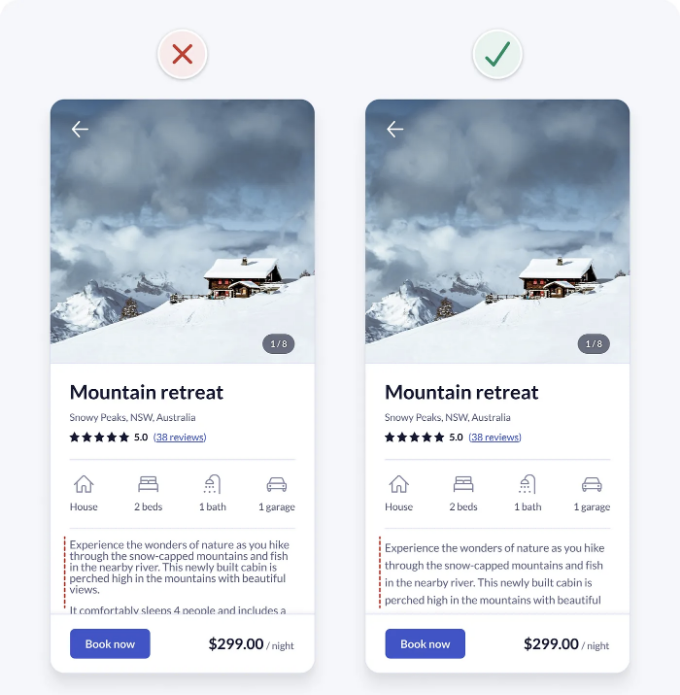 1 / 8
Mountain retreat
Snowy Peaks, NSW, Australia
5.0 (38 reviews)
House 2 beds 1 bath 1 garage
Experience the wonders of nature as you hike
through the snow-capped mountains and fish
in the nearby river. This newly built cabin is
perched high in the mountains with beautiful
views.
It comfortably sleeps 4 people and includes a
Book now $299.00 / night
1 / 8
Mountain retreat
Snowy Peaks, NSW, Australia
5.0 (38 reviews)
House 2 beds 1 bath 1 garage
Experience the wonders of nature as you hike
through the snow-capped mountains and fish
in the nearby river. This newly built cabin is
perched high in the mountains with beautiful
Book now $299.00 / night